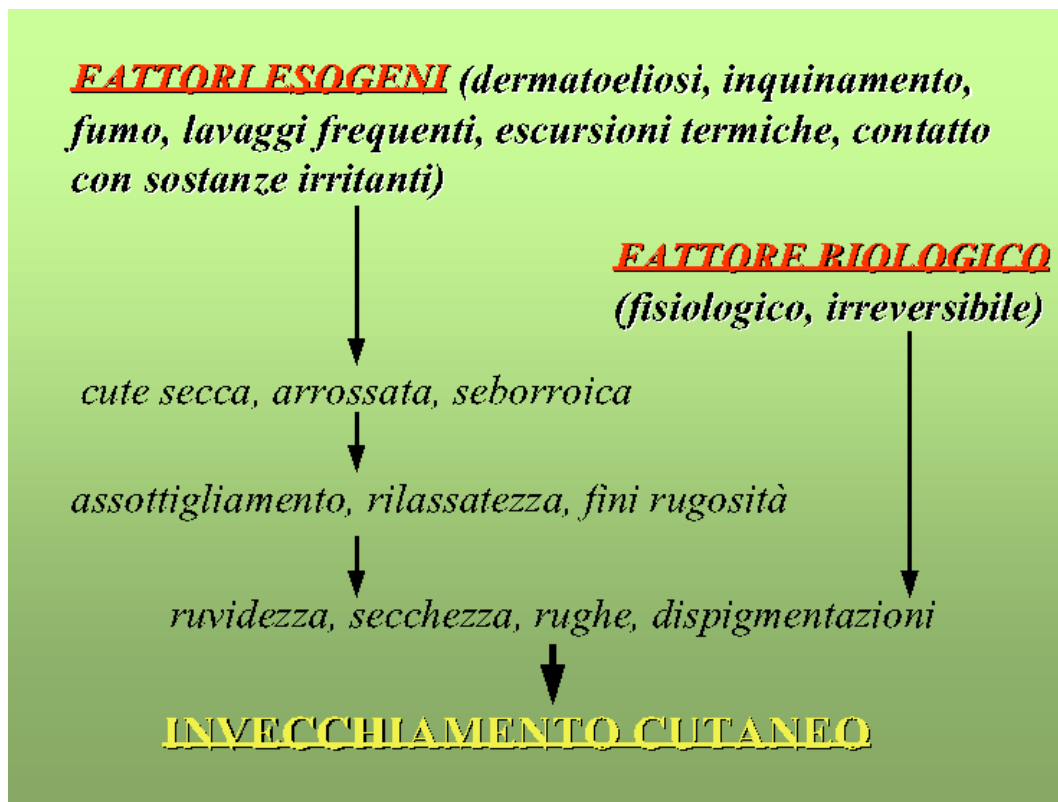 FATTORI ESOGENI (dermatoeliosi, inquinamento,
fumo, lavaggi frequenti, escursioni termiche, contatto
con sostanze irritanti)
FATTORE BIOLOGICO
(fisiologico, irreversibile)
cute secca, arrossata, seborroica
assottigliamento, rilassatezza, fini rugosità
ruvidezza, secchezza, rughe, dispigmentazioni
INVECCHIAMENTO CUTANEO